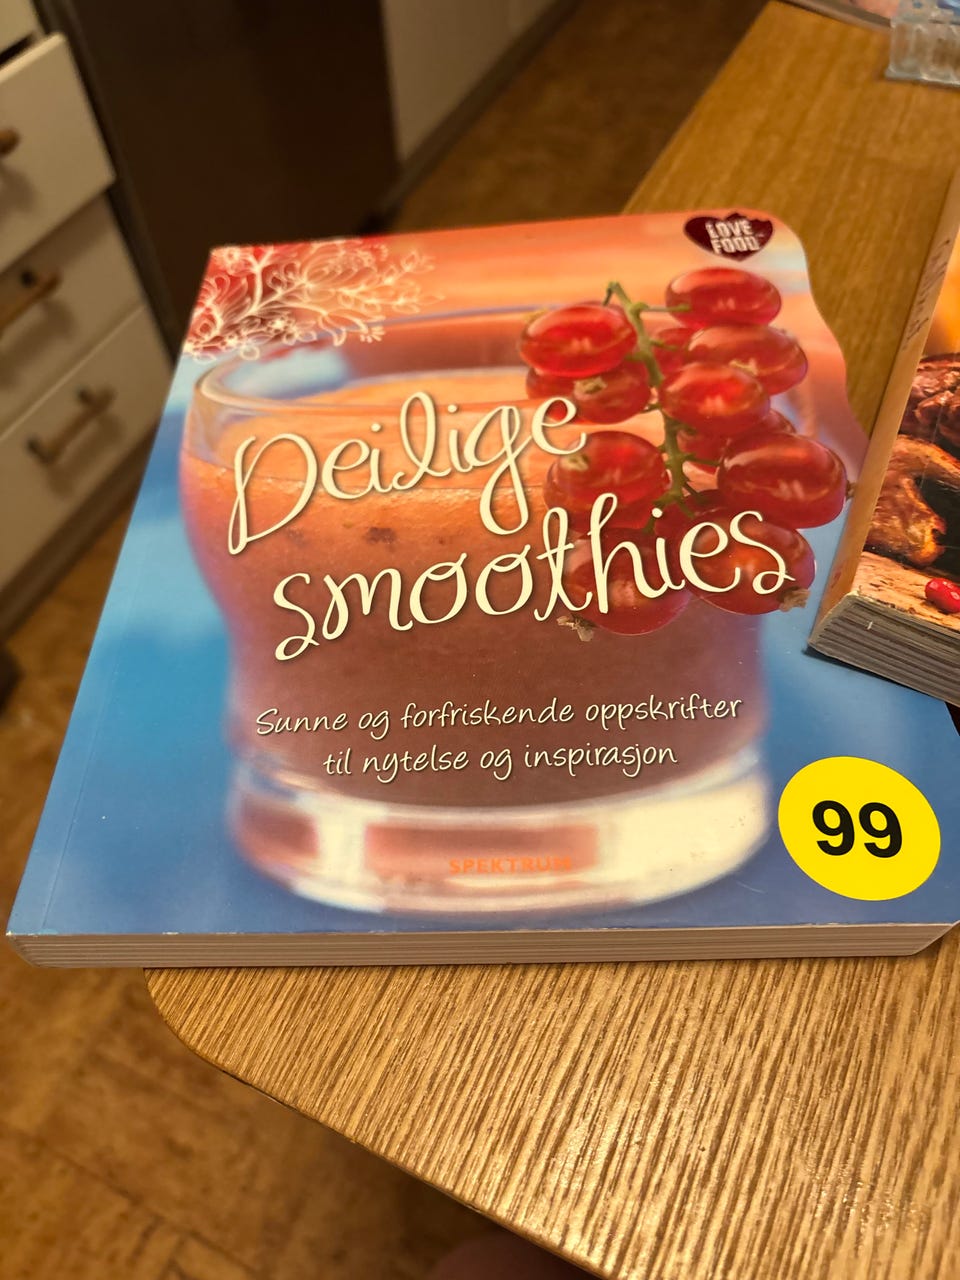 LOVE
FOOD
Deilige
smoothies
Sunne og forfriskende oppskrifter
til nytelse og inspirasjon
SPEKTRUM
99